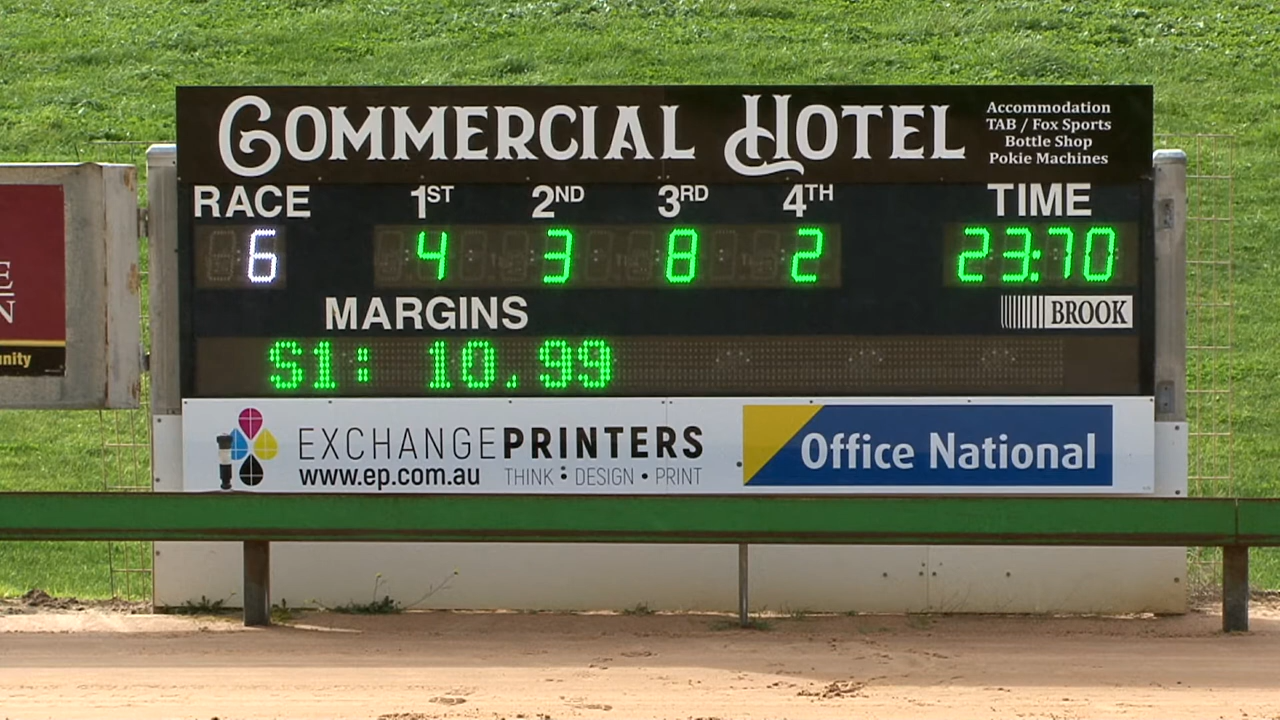 COMMERCIAL HOTEL
Accommodation
TAB / Fox Sports
Bottle Shop
Pokie Machines
RACE 1ST 2ND 3RD 4TH TIME
6 4 3 8 2 23:70
MARGINS
BROOK
S1: 10.99
EXCHANGEPRINTERS
www.ep.com.au THINK • DESIGN • PRINT
Office National
E
N
nity